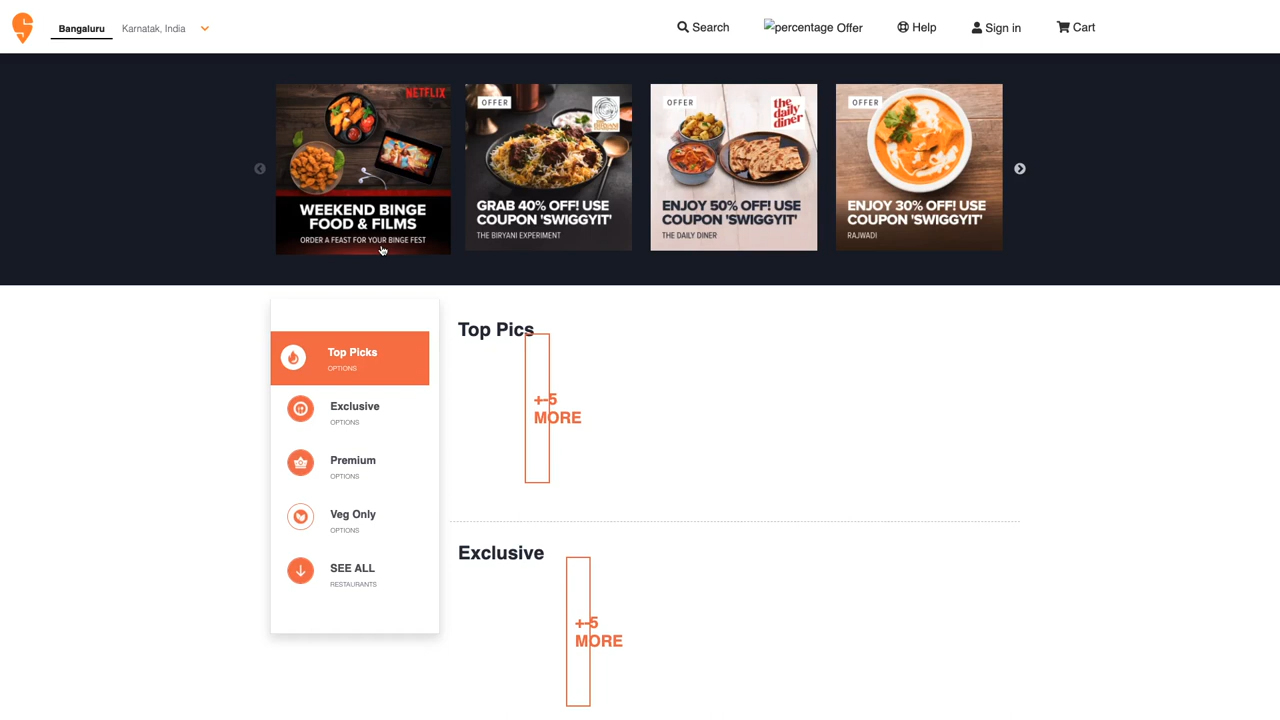 Bangaluru
Karnatak, India
Search
percentage Offer
Help
Sign in
Cart
NETFLIX
WEEKEND BINGE
FOOD & FILMS
ORDER A FEAST FOR YOUR BINGE FEST
OFFER
GRAB 40% OFF! USE
COUPON 'SWIGGYIT'
THE BIRYANI EXPERIMENT
OFFER
the
daily
diner
ENJOY 50% OFF! USE
COUPON 'SWIGGYIT'
THE DAILY DINER
OFFER
ENJOY 30% OFF! USE
COUPON 'SWIGGYIT'
RAJWADI
Top Picks
OPTIONS
Exclusive
OPTIONS
Premium
OPTIONS
Veg Only
OPTIONS
SEE ALL
RESTAURANTS
Top Pics
+-5
MORE
Exclusive
+-5
MORE